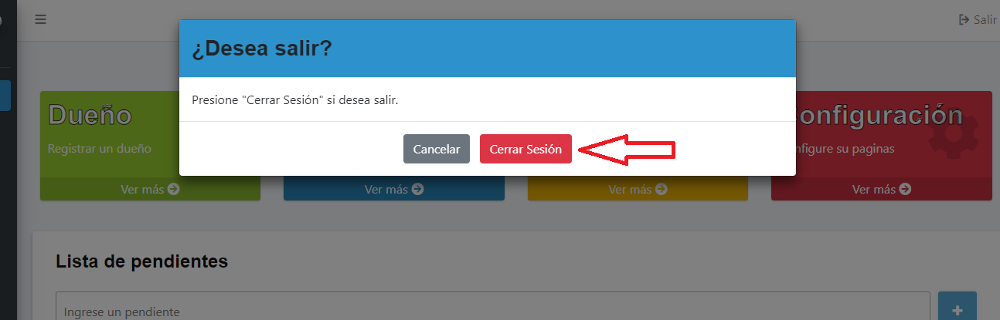 Salir
¿Desea salir?
Presione "Cerrar Sesión" si desea salir.
Cancelar
Cerrar Sesión
Dueño
Registrar un dueño
Ver más
Ver más
Ver más
onfiguración
nfigure su paginas
Ver más
Lista de pendientes
Ingrese un pendiente
+